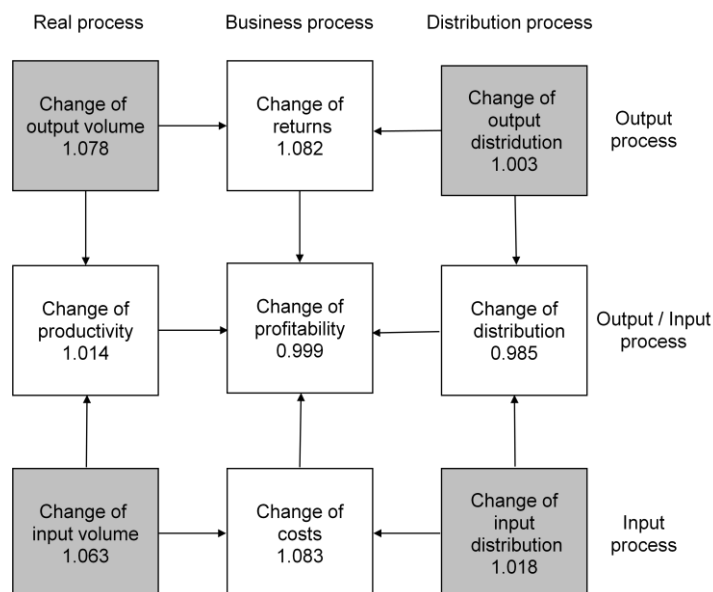 Real process
Business process
Distribution process
Change of
output volume
1.078
Change of
returns
1.082
Change of
output
distridution
1.003
Output
process
Change of
productivity
1.014
Change of
profitability
0.999
Change of
distribution
0.985
Output / Input
process
Change of
input volume
1.063
Change of
costs
1.083
Change of
input
distribution
1.018
Input
process